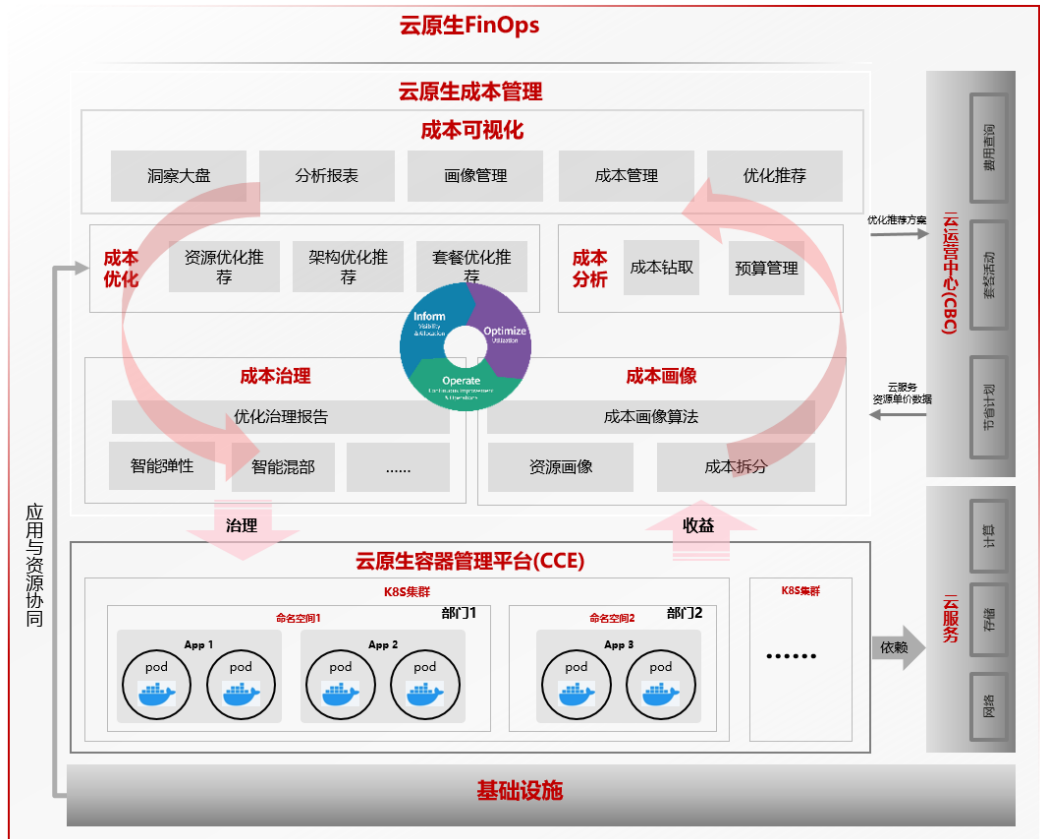 云原生FinOps
云原生成本管理
成本可视化
洞察大盘
分析报表
画像管理
成本管理
优化推荐
成本
优化
资源优化推
荐
架构优化推
荐
套餐优化推
荐
成本
分析
成本钻取
预算管理
Inform
Visibility
& Allocation
Optimize
Utilization
Operate
Continuous Improvement
& Operations
成本治理
优化治理报告
智能弹性
智能混部
......
成本画像
成本画像算法
资源画像
成本拆分
治理
收益
云原生容器管理平台(CCE)
K8S集群
命名空间1
部门1
App 1
pod
pod
App 2
pod
pod
命名空间2
部门2
App 3
pod
pod
K8S集群
......
基础设施
应用与资源协同
优化推荐方案
云服务
资源单价数据
依赖
云运营中心(CBC)
费用查询
套餐活动
节省计划
云服务
计算
存储
网络